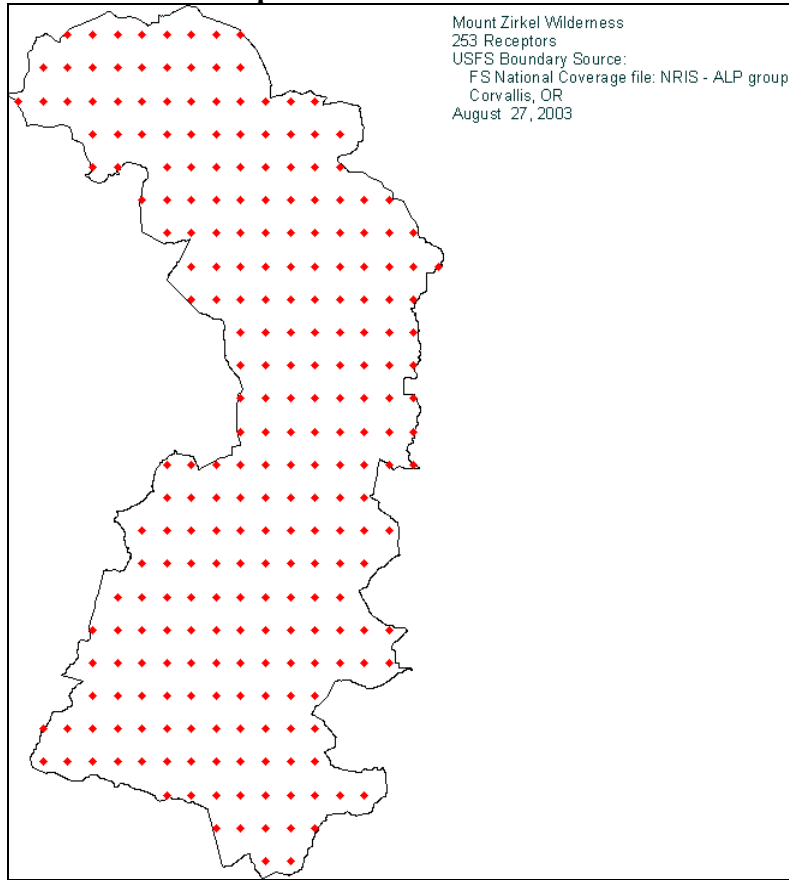 Mount Zirkel Wilderness
253 Receptors
USFS Boundary Source:
FS National Coverage file: NRIS - ALP group
Corvallis, OR
August 27, 2003